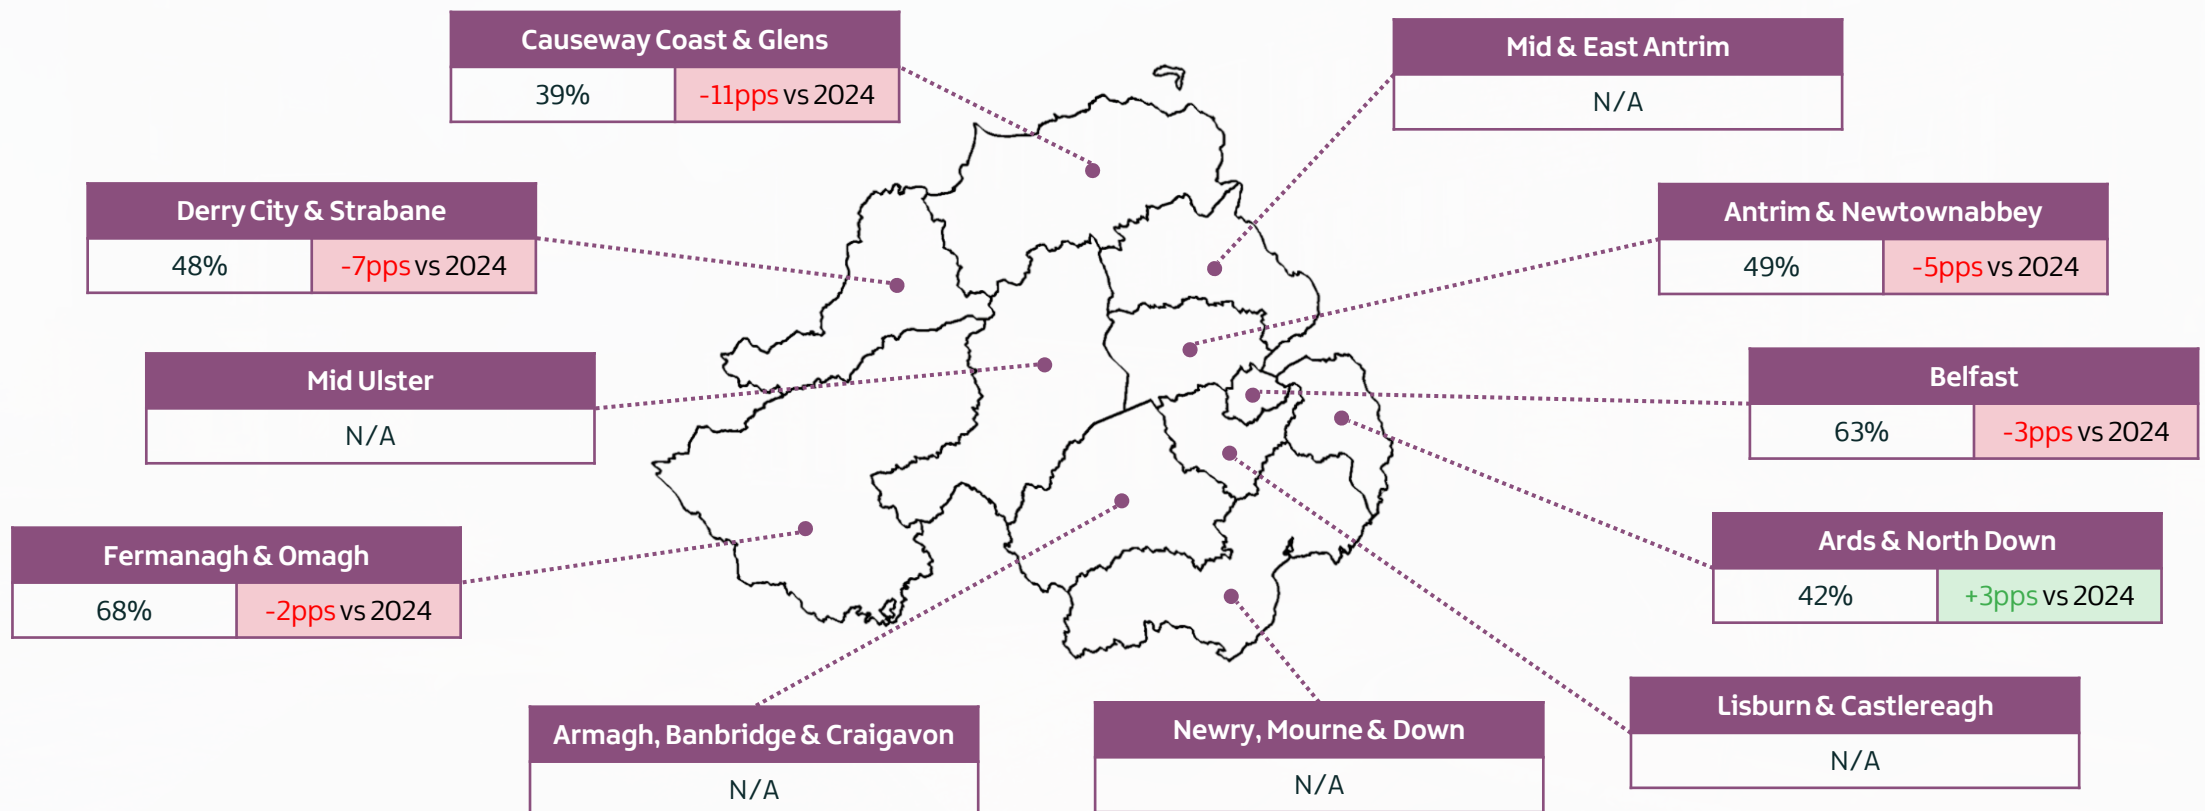 Causeway Coast & Glens
39% -11pps vs 2024
Mid & East Antrim
N/A
Derry City & Strabane
48% -7pps vs 2024
Antrim & Newtownabbey
49% -5pps vs 2024
Mid Ulster
N/A
Belfast
63% -3pps vs 2024
Fermanagh & Omagh
68% -2pps vs 2024
Ards & North Down
42% +3pps vs 2024
Armagh, Banbridge & Craigavon
N/A
Newry, Mourne & Down
N/A
Lisburn & Castlereagh
N/A